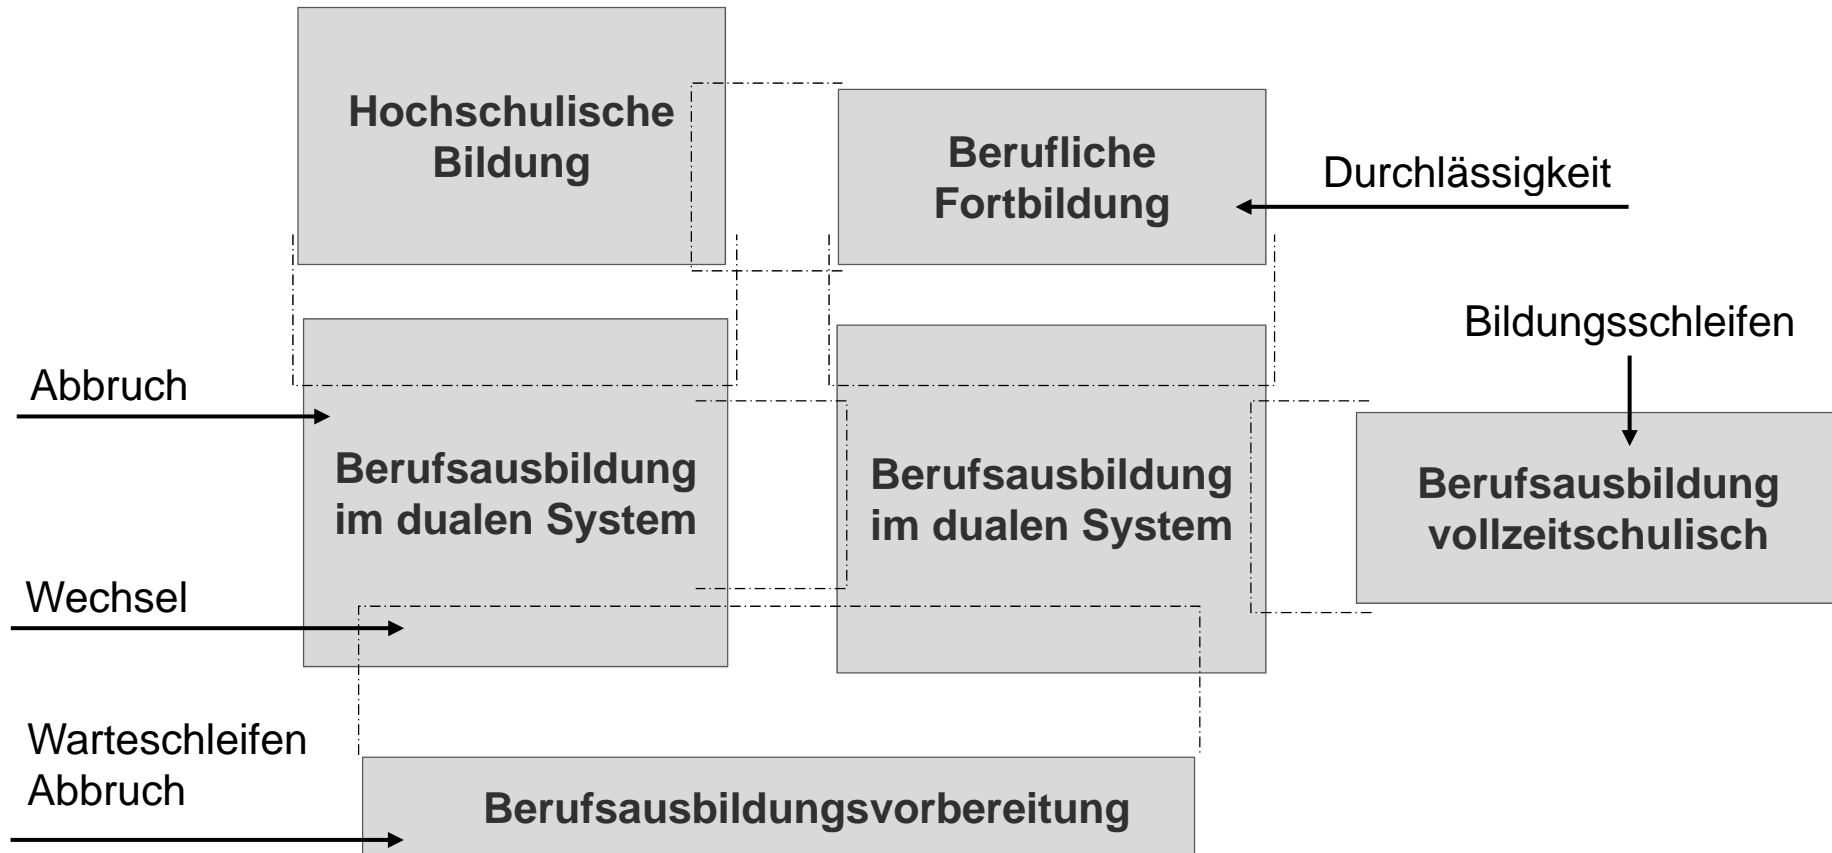 Hochschulische
Bildung
Berufliche
Fortbildung
Durchlässigkeit
Bildungsschleifen
Abbruch
Berufsausbildung
im dualen System
Berufsausbildung
im dualen System
Berufsausbildung
vollzeitschulisch
Wechsel
Warteschleifen
Abbruch
Berufsausbildungsvorbereitung